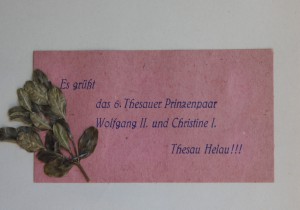 Es grüßt
das 6. Thesauer Prinzenpaar
Wolfgang II. und Christine I.
Thesau Helau!!!